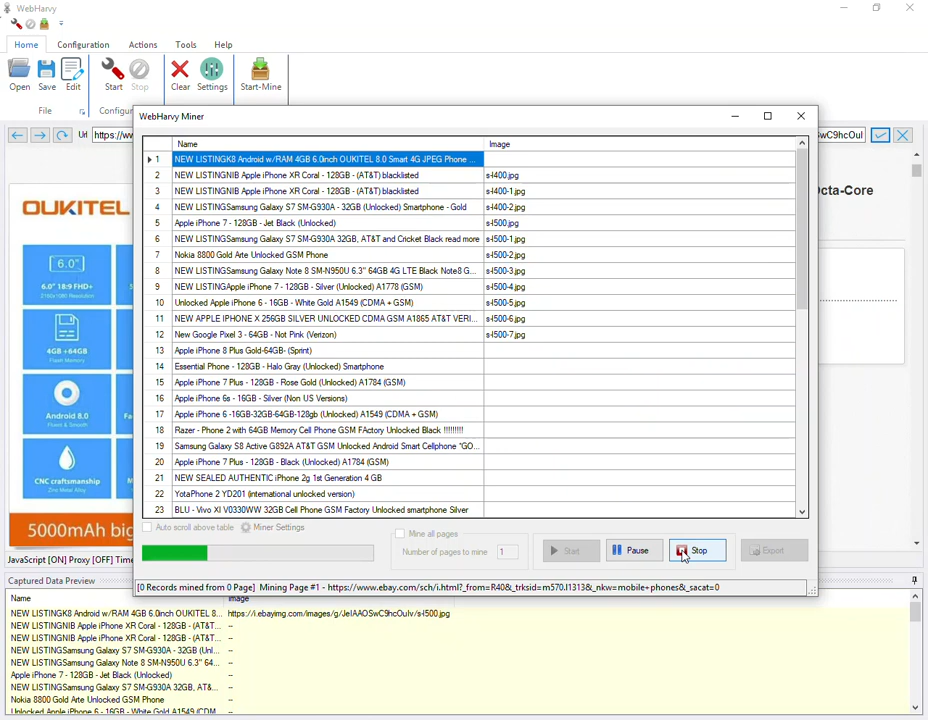 WebHarvy
Home Configuration Actions Tools Help
Open Save Edit Start Stop Clear Settings Start-Mine
File
Configur
Url https://ww
wC9hcOuI
WebHarvy Miner
Name Image
1 NEW LISTINGK8 Android w/RAM 4GB 6.0inch OUKITEL 8.0 Smart 4G JPEG Phone ...
2 NEW LISTINGNIB Apple iPhone XR Coral - 128GB - (AT&T) blacklisted s-l400.jpg
3 NEW LISTINGNIB Apple iPhone XR Coral - 128GB - (AT&T) blacklisted s-l400-1.jpg
4 NEW LISTINGSamsung Galaxy S7 SM-G930A - 32GB (Unlocked) Smartphone - Gold s-l400-2.jpg
5 Apple iPhone 7 - 128GB - Jet Black (Unlocked) s-l500.jpg
6 NEW LISTINGSamsung Galaxy S7 SM-G930A 32GB, AT&T and Cricket Black read more s-l500-1.jpg
7 Nokia 8800 Gold Arte Unlocked GSM Phone s-l500-2.jpg
8 NEW LISTINGSamsung Galaxy Note 8 SM-N950U 6.3" 64GB 4G LTE Black Note8 G... s-l500-3.jpg
9 NEW LISTINGApple iPhone 7 - 128GB - Silver (Unlocked) A1778 (GSM) s-l500-4.jpg
10 Unlocked Apple iPhone 6 - 16GB - White Gold A1549 (CDMA + GSM) s-l500-5.jpg
11 NEW APPLE IPHONE X 256GB SILVER UNLOCKED CDMA GSM A1865 AT&T VERI... s-l500-6.jpg
12 New Google Pixel 3 - 64GB - Not Pink (Verizon) s-l500-7.jpg
13 Apple iPhone 8 Plus Gold-64GB- (Sprint)
14 Essential Phone - 128GB - Halo Gray (Unlocked) Smartphone
15 Apple iPhone 7 Plus - 128GB - Rose Gold (Unlocked) A1784 (GSM)
16 Apple iPhone 6s - 16GB - Silver (Non US Versions)
17 Apple iPhone 6 -16GB-32GB-64GB-128gb (Unlocked) A1549 (CDMA + GSM)
18 Razer - Phone 2 with 64GB Memory Cell Phone GSM FActory Unlocked Black !!!!!!!!!
19 Samsung Galaxy S8 Active G892A AT&T GSM Unlocked Android Smart Cellphone "GO...
20 Apple iPhone 7 Plus - 128GB - Black (Unlocked) A1784 (GSM)
21 NEW SEALED AUTHENTIC iPhone 2g 1st Generation 4 GB
22 YotaPhone 2 YD201 (international unlocked version)
23 BLU - Vivo XI V0330WW 32GB Cell Phone GSM Factory Unlocked smartphone Silver
Auto scroll above table Miner Settings
Mine all pages
Number of pages to mine 1
Start Pause Stop Export
[0 Records mined from 0 Page] Mining Page #1 - https://www.ebay.com/sch/i.html?_from=R40&_trksid=m570.l1313&_nkw=mobile+phones&_sacat=0
OUKITEL
6.0"
6.0" 18:9 FHD+
4GB +64GB
Android 8.0
CNC craftsmanship
5000mAh big
Octa-Core
JavaScript [ON] Proxy [OFF] Time
Captured Data Preview
Name Image
NEW LISTINGK8 Android w/RAM 4GB 6.0inch OUKITEL 8... https://i.ebayimg.com/images/g/JeIAAOSwC9hcOuIv/s-l500.jpg
NEW LISTINGNIB Apple iPhone XR Coral - 128GB - (AT&T... --
NEW LISTINGNIB Apple iPhone XR Coral - 128GB - (AT&T... --
NEW LISTINGSamsung Galaxy S7 SM-G930A - 32GB (Unl... --
NEW LISTINGSamsung Galaxy Note 8 SM-N950U 6.3" 64... --
Apple iPhone 7 - 128GB - Jet Black (Unlocked) --
NEW LISTINGSamsung Galaxy S7 SM-G930A 32GB, AT&... --
Nokia 8800 Gold Arte Unlocked GSM Phone --
Unlocked Apple iPhone 6 - 16GB - White Gold A1549 (CDM... --